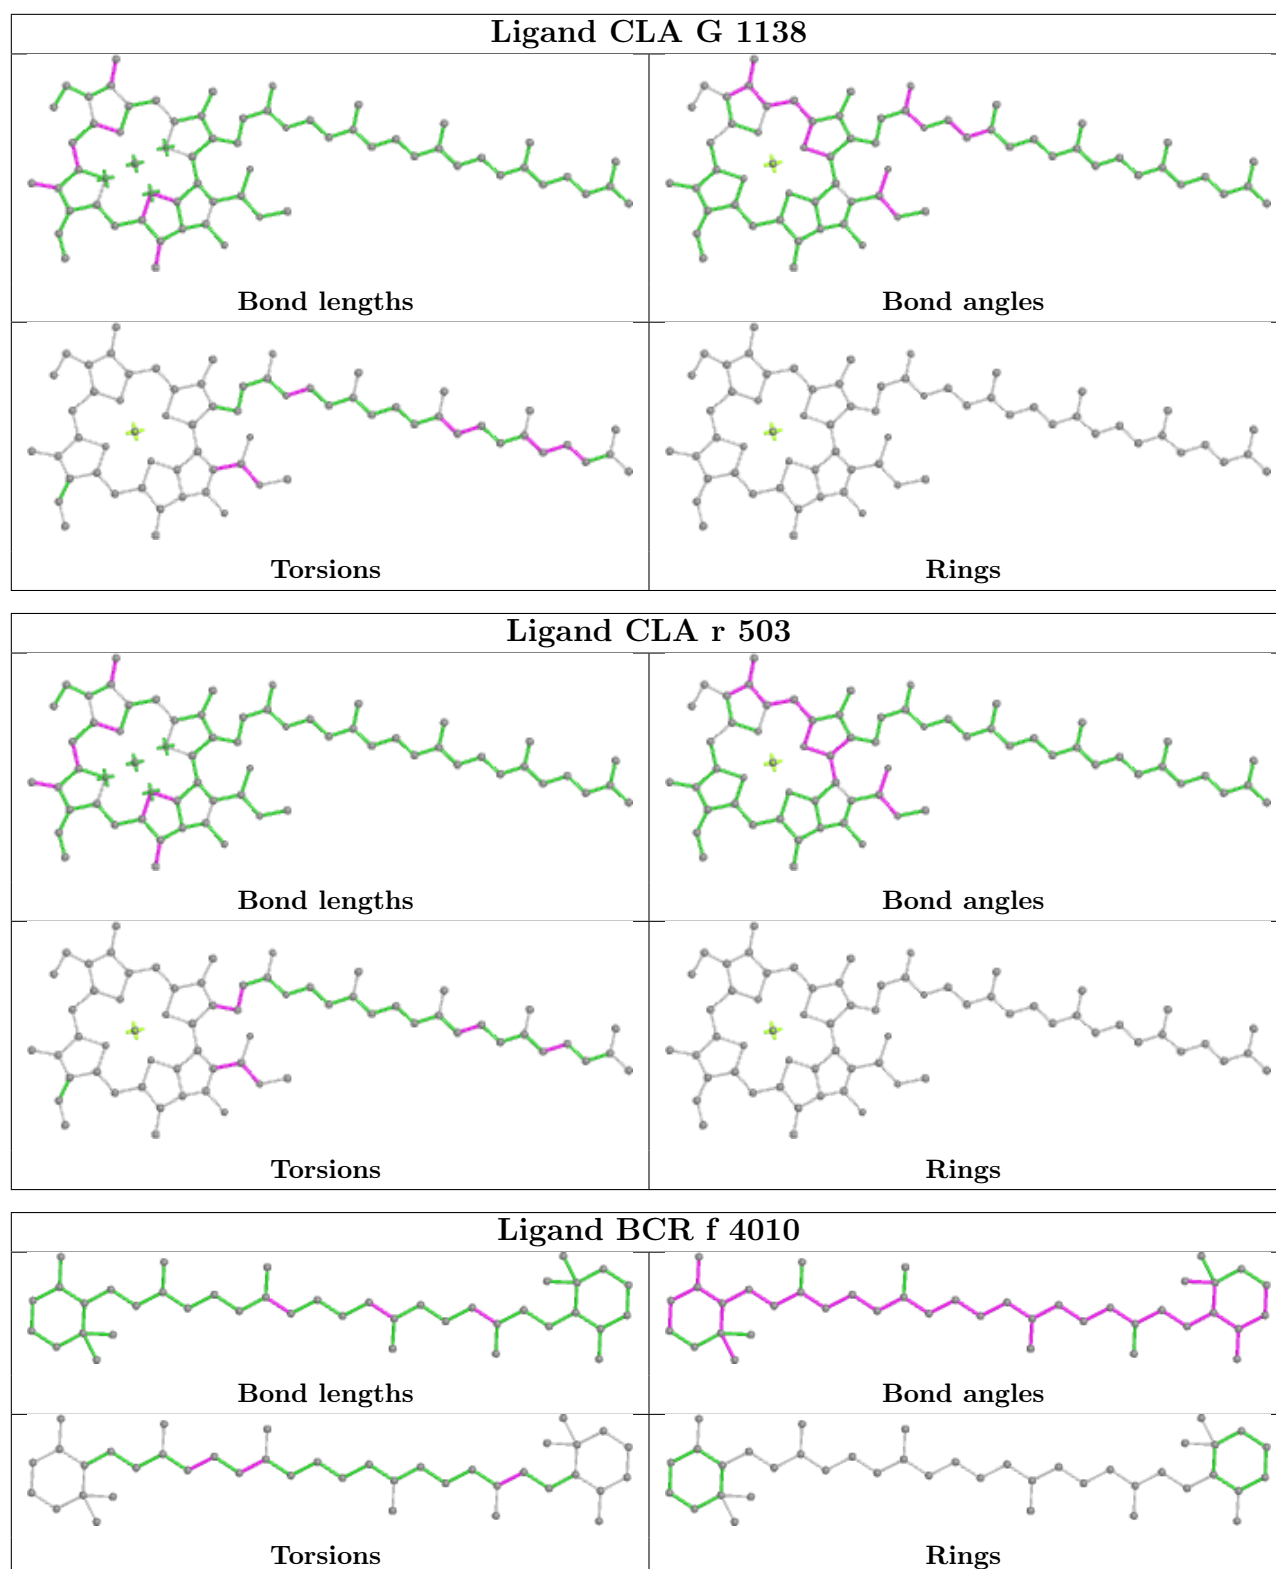 Ligand CLA G 1138
Bond lengths
Bond angles
Torsions
Rings
Ligand CLA r 503
Bond lengths
Bond angles
Torsions
Rings
Ligand BCR f 4010
Bond lengths
Bond angles
Torsions
Rings